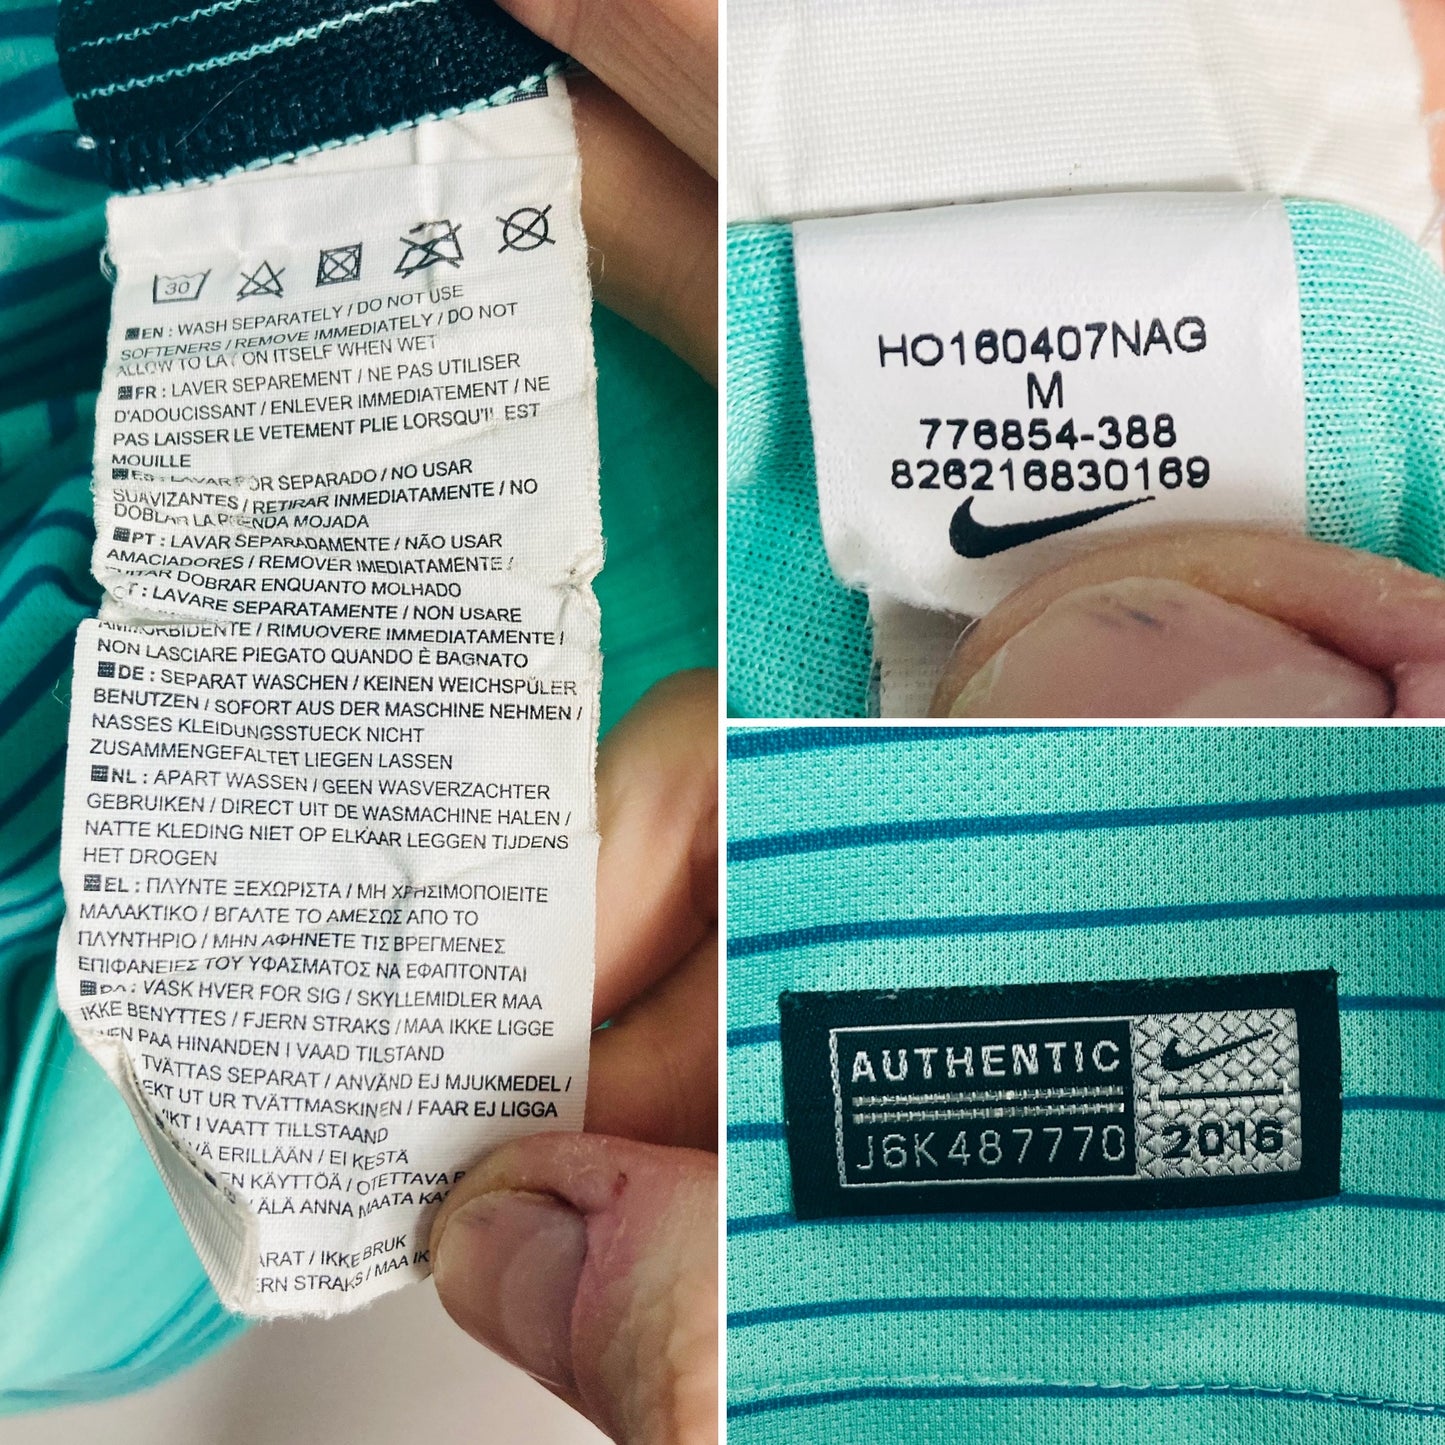 30
EN : WASH SEPARATELY / DO NOT USE
SOFTENERS / REMOVE IMMEDIATELY / DO NOT
ALLOW TO LAY ON ITSELF WHEN WET
FR : LAVER SEPAREMENT / NE PAS UTILISER
D'ADOUCISSANT / ENLEVER IMMEDIATEMENT / NE
PAS LAISSER LE VETEMENT PLIE LORSQU'IL EST
MOUILLE
ES : LAVAR POR SEPARADO / NO USAR
SUAVIZANTES / RETIRAR INMEDIATAMENTE / NO
DOBLAR LA PRENDA MOJADA
PT : LAVAR SEPARADAMENTE / NÃO USAR
AMACIADORES / REMOVER IMEDIATAMENTE /
EVITAR DOBRAR ENQUANTO MOLHADO
LAVARE SEPARATAMENTE / NON USARE
AMMORBIDENTE / RIMUOVERE IMMEDIATAMENTE /
NON LASCIARE PIEGATO QUANDO È BAGNATO
DE : SEPARAT WASCHEN / KEINEN WEICHSPÜLER
BENUTZEN / SOFORT AUS DER MASCHINE NEHMEN /
NASSES KLEIDUNGSSTUECK NICHT
ZUSAMMENGEFALTET LIEGEN LASSEN
NL : APART WASSEN / GEEN WASVERZACHTER
GEBRUIKEN / DIRECT UIT DE WASMACHINE HALEN /
NATTE KLEDING NIET OP ELKAAR LEGGEN TIJDENS
HET DROGEN
EL : ΠΛΥΝΤΕ ΞΕΧΩΡΙΣΤΑ / ΜΗ ΧΡΗΣΙΜΟΠΟΙΕΙΤΕ
ΜΑΛΑΚΤΙΚΟ / ΒΓΑΛΤΕ ΤΟ ΑΜΕΣΩΣ ΑΠΟ ΤΟ
ΠΛΥΝΤΗΡΙΟ / ΜΗΝ ΑΦΗΝΕΤΕ ΤΙΣ ΒΡΕΓΜΕΝΕΣ
ΕΠΙΦΑΝΕΙΕΣ ΤΟΥ ΥΦΑΣΜΑΤΟΣ ΝΑ ΕΦΑΠΤΟΝΤΑΙ
DA : VASK HVER FOR SIG / SKYLLEMIDLER MAA
IKKE BENYTTES / FJERN STRAKS / MAA IKKE LIGGE
PAA HINANDEN I VAAD TILSTAND
TVÄTTAS SEPARAT / ANVÄND EJ MJUKMEDEL /
UT UR TVÄTTMASKINEN / FAAR EJ LIGGA
I VAATT TILLSTAAND
ERILLÄÄN / EI KESTÄ
KÄYTTÖÄ / OTETTAVA
ÄLÄ ANNA MAATA
/ IKKE BRUK
STRAKS / MAA
HO160407NAG
M
776854-388
826216830169
AUTHENTIC
J6K487770
2016